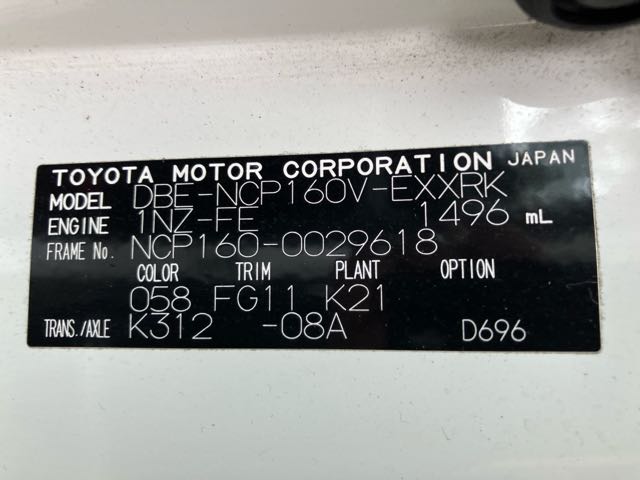 TOYOTA MOTOR CORPORATION JAPAN
MODEL DBE-NCP160V-EXXRK
ENGINE 1NZ-FE 1496 mL
FRAME No. NCP160-0029618
COLOR TRIM PLANT OPTION
058 FG11 K21
TRANS./AXLE K312 -08A D696